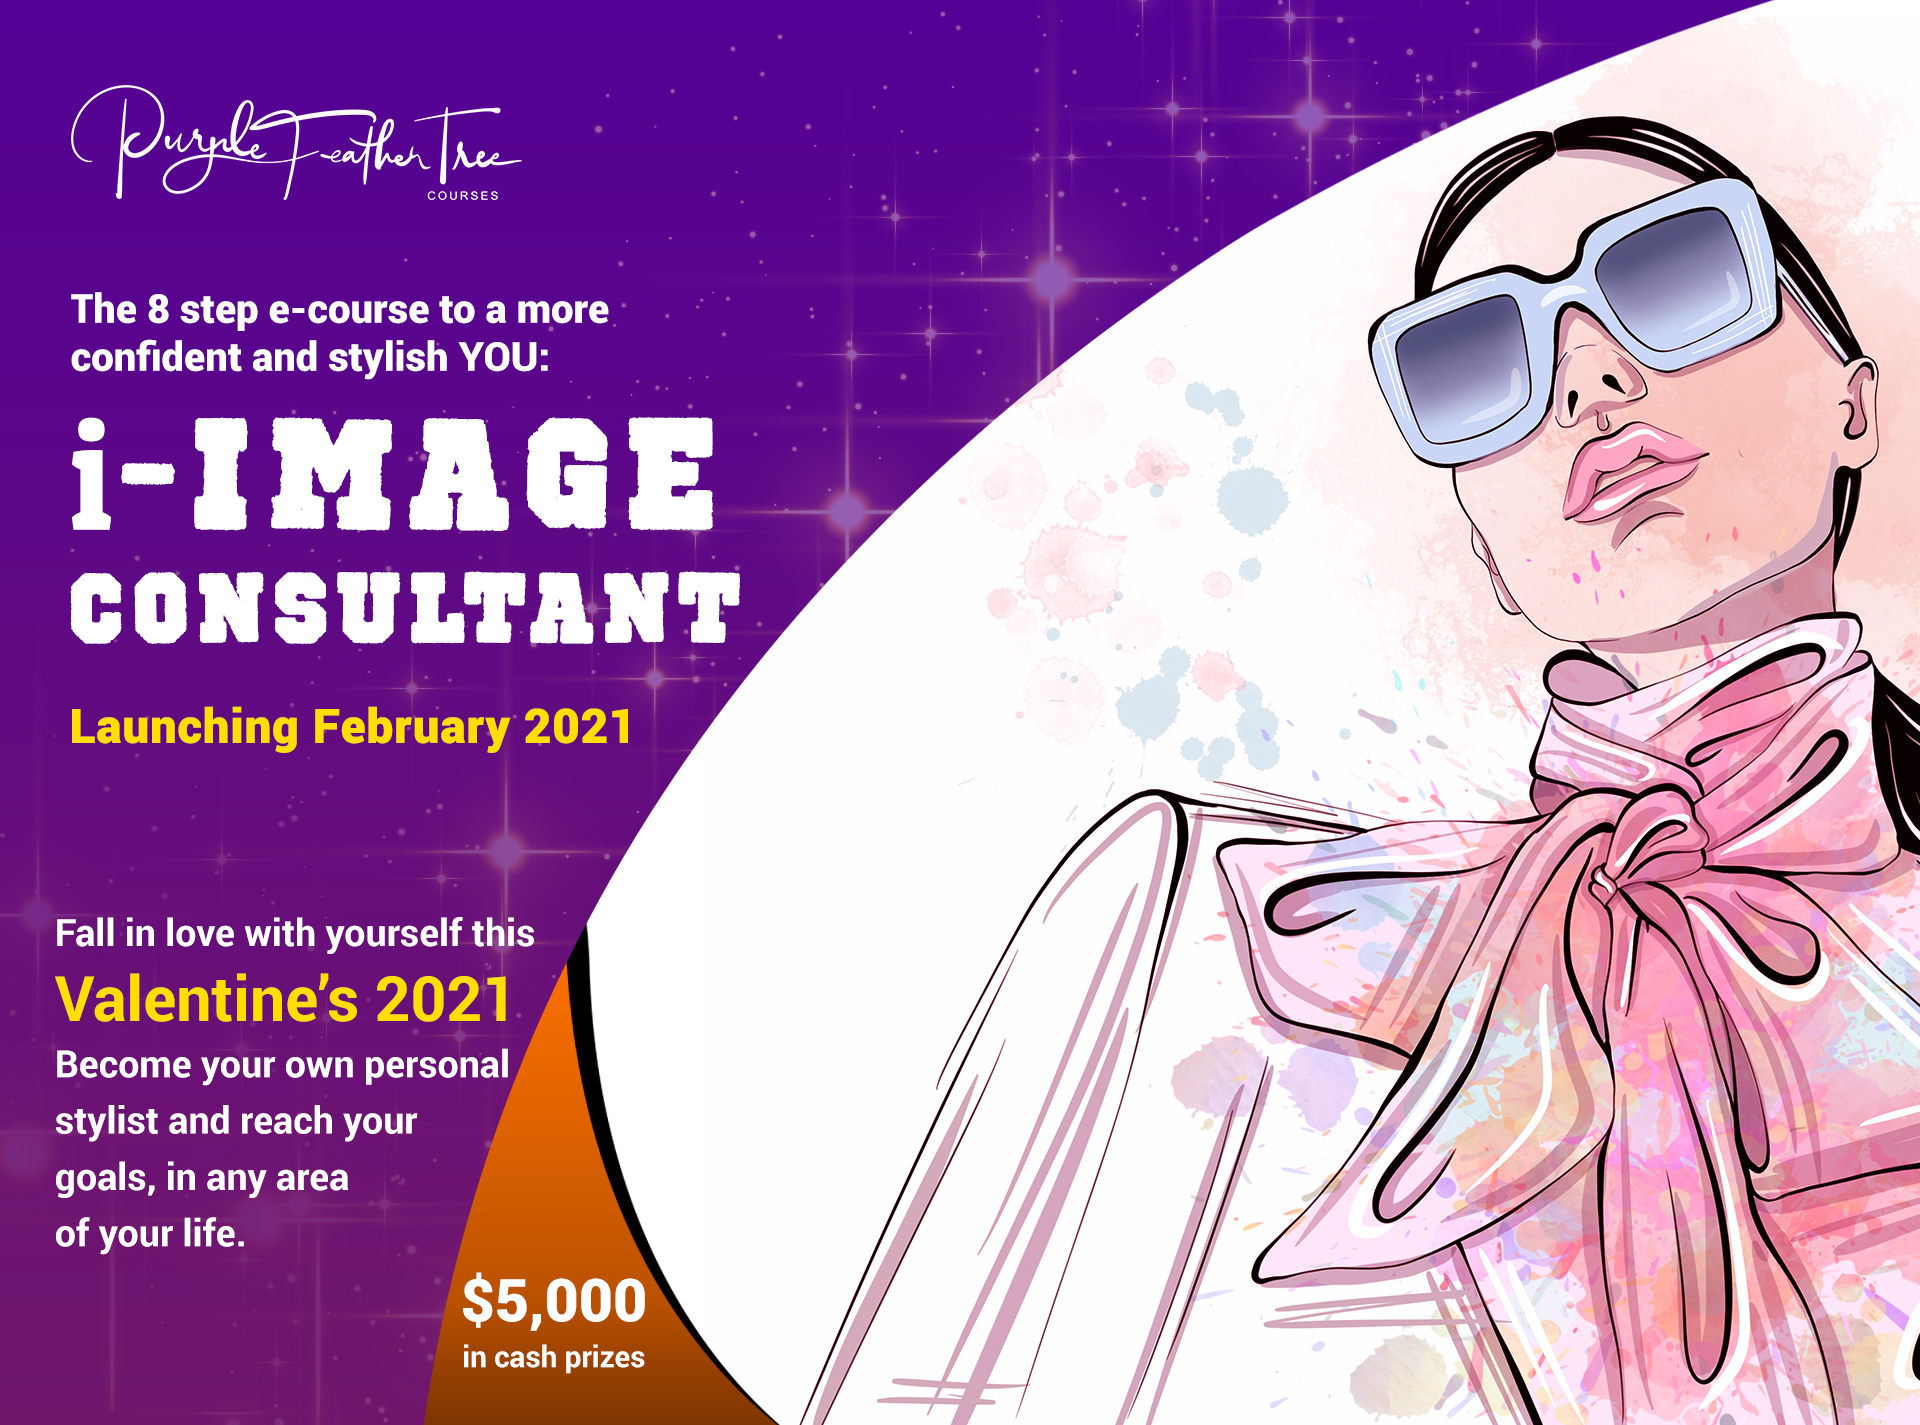 Purple Feather Tree
COURSES
The 8 step e-course to a more
confident and stylish YOU:
i-IMAGE
CONSULTANT
Launching February 2021
Fall in love with yourself this
Valentine’s 2021
Become your own personal
stylist and reach your
goals, in any area
of your life.
$5,000
in cash prizes